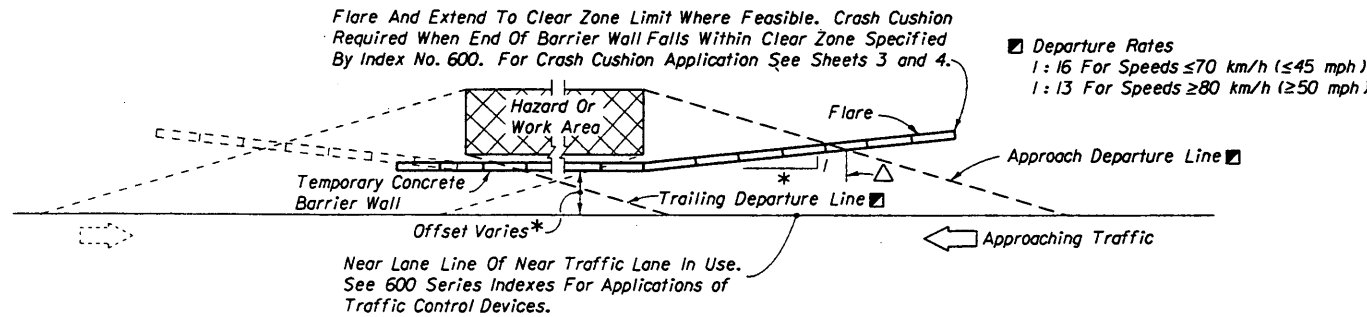 Flare And Extend To Clear Zone Limit Where Feasible. Crash Cushion
Required When End Of Barrier Wall Falls Within Clear Zone Specified
By Index No. 600. For Crash Cushion Application See Sheets 3 and 4.
Departure Rates
1 : 16 For Speeds ≤70 km/h (≤45 mph)
1 : 13 For Speeds ≥80 km/h (≥50 mph)
Hazard Or
Work Area
Flare
Approach Departure Line
*
1
Δ
Temporary Concrete
Barrier Wall
Trailing Departure Line
Offset Varies*
Approaching Traffic
Near Lane Line Of Near Traffic Lane In Use.
See 600 Series Indexes For Applications of
Traffic Control Devices.